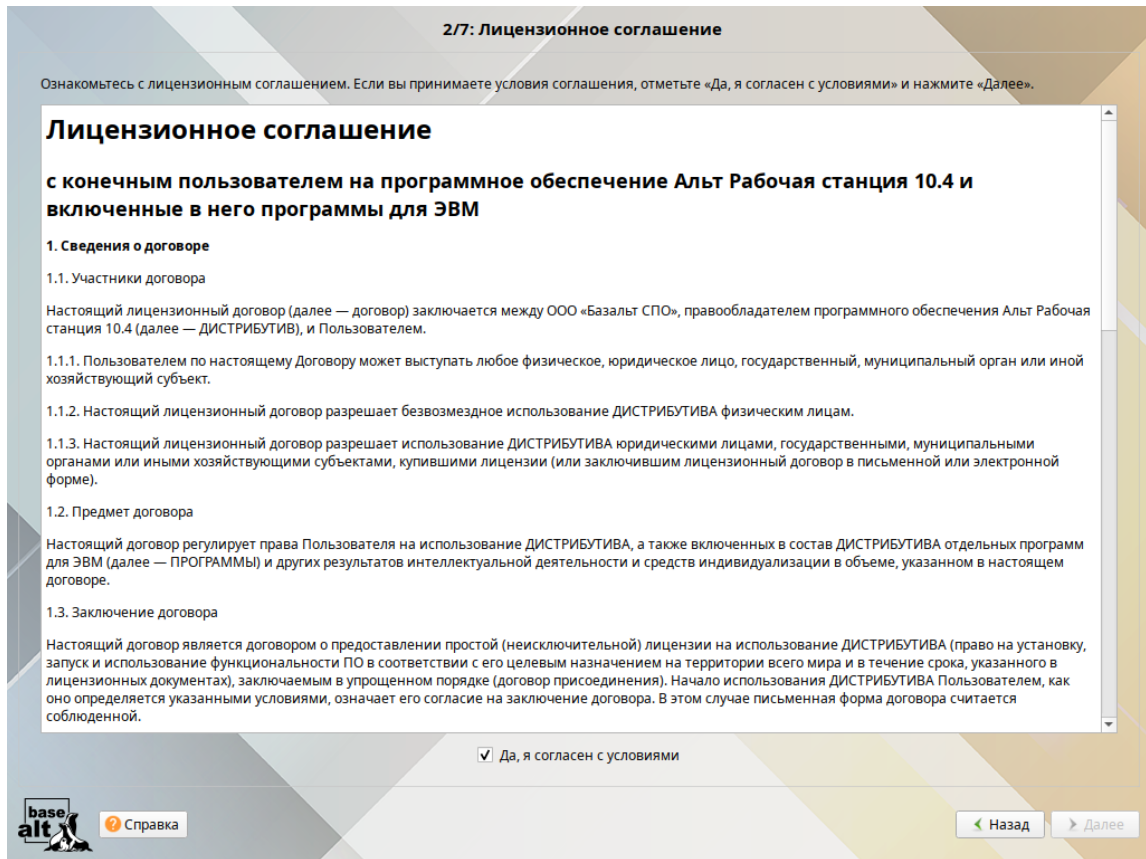 2/7: Лицензионное соглашение
Ознакомьтесь с лицензионным соглашением. Если вы принимаете условия соглашения, отметьте «Да, я согласен с условиями» и нажмите «Далее».
Лицензионное соглашение
с конечным пользователем на программное обеспечение Альт Рабочая станция 10.4 и
включенные в него программы для ЭВМ
1. Сведения о договоре
1.1. Участники договора
Настоящий лицензионный договор (далее — договор) заключается между ООО «Базальт СПО», правообладателем программного обеспечения Альт Рабочая
станция 10.4 (далее — ДИСТРИБУТИВ), и Пользователем.
1.1.1. Пользователем по настоящему Договору может выступать любое физическое, юридическое лицо, государственный, муниципальный орган или иной
хозяйствующий субъект.
1.1.2. Настоящий лицензионный договор разрешает безвозмездное использование ДИСТРИБУТИВА физическим лицам.
1.1.3. Настоящий лицензионный договор разрешает использование ДИСТРИБУТИВА юридическими лицами, государственными, муниципальными
органами или иными хозяйствующими субъектами, купившими лицензии (или заключившим лицензионный договор в письменной или электронной
форме).
1.2. Предмет договора
Настоящий договор регулирует права Пользователя на использование ДИСТРИБУТИВА, а также включенных в состав ДИСТРИБУТИВА отдельных программ
для ЭВМ (далее — ПРОГРАММЫ) и других результатов интеллектуальной деятельности и средств индивидуализации в объеме, указанном в настоящем
договоре.
1.3. Заключение договора
Настоящий договор является договором о предоставлении простой (неисключительной) лицензии на использование ДИСТРИБУТИВА (право на установку,
запуск и использование функциональности ПО в соответствии с его целевым назначением на территории всего мира и в течение срока, указанного в
лицензионных документах), заключаемым в упрощенном порядке (договор присоединения). Начало использования ДИСТРИБУТИВА Пользователем, как
оно определяется указанными условиями, означает его согласие на заключение договора. В этом случае письменная форма договора считается
соблюденной.
Да, я согласен с условиями
base
alt
Справка
Назад
Далее